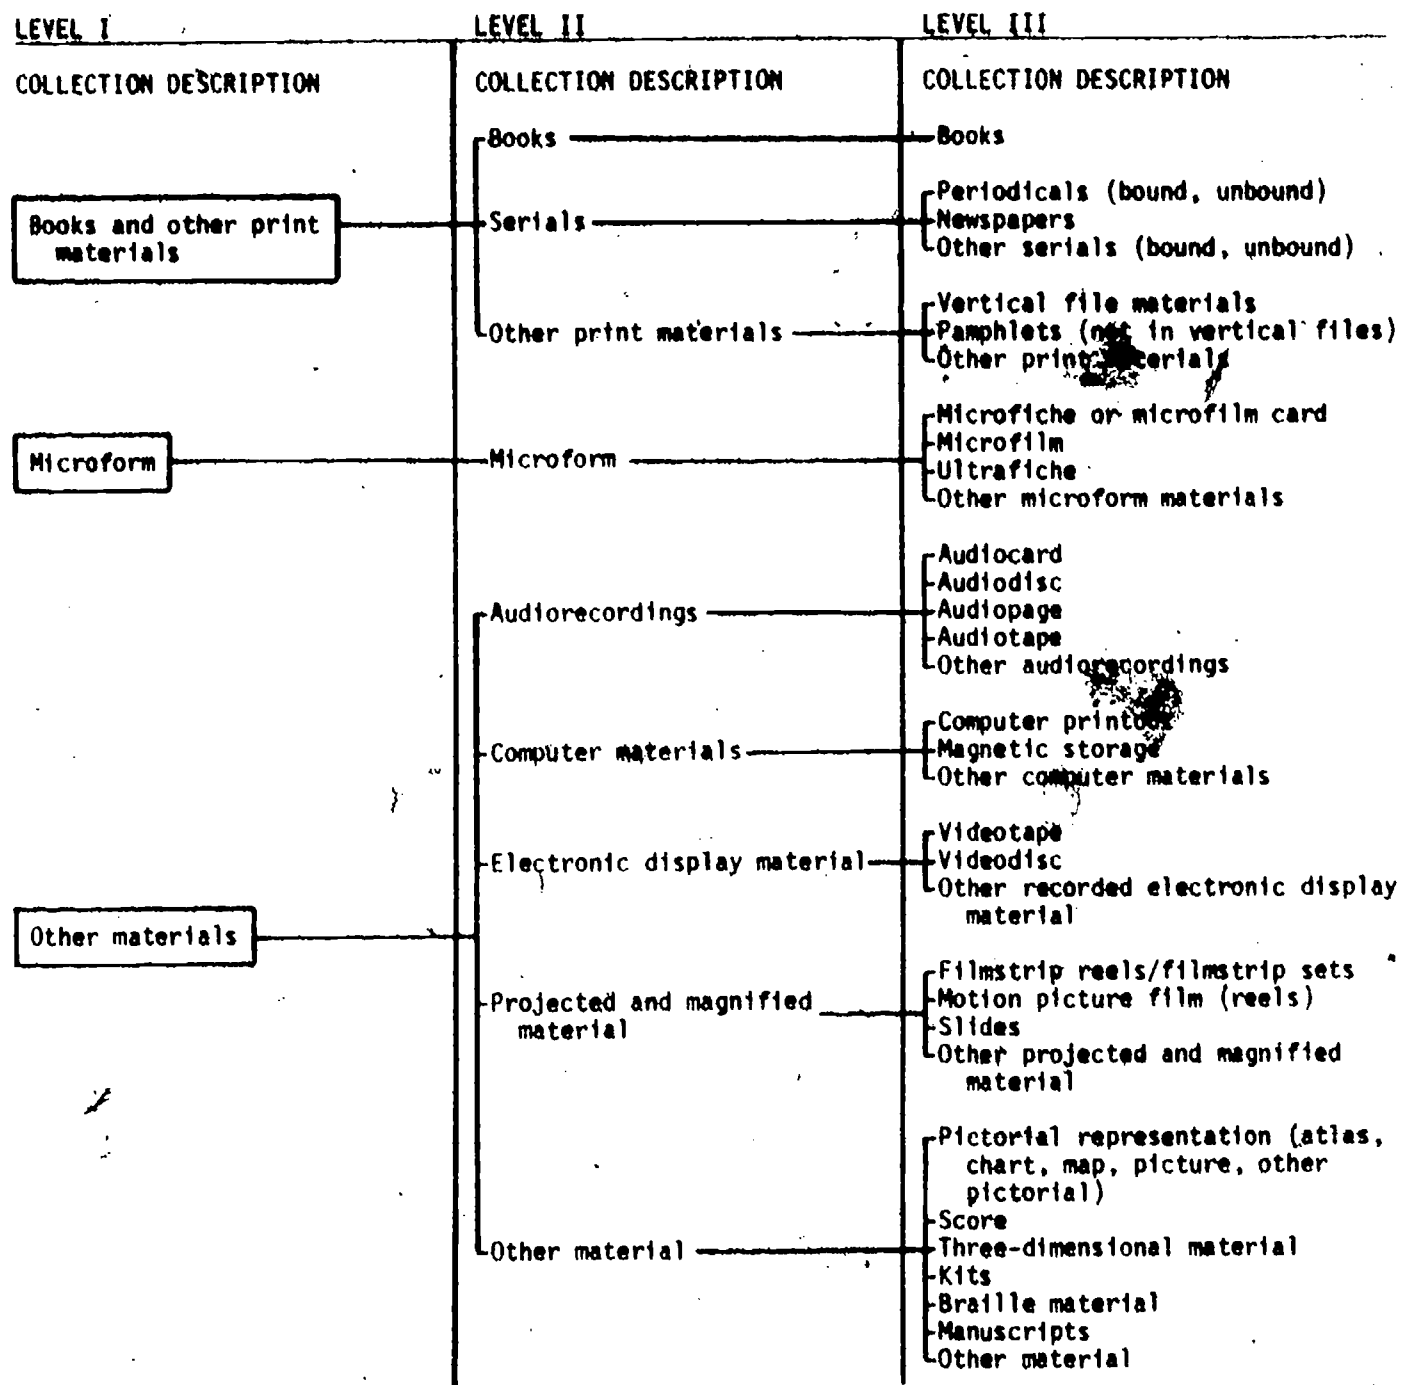 LEVEL I
COLLECTION DESCRIPTION
Books and other print
materials
Microform
Other materials
LEVEL II
COLLECTION DESCRIPTION
Books
Serials
Other print materials
Microform
Audiorecordings
Computer materials
Electronic display material
Projected and magnified
material
Other material
LEVEL III
COLLECTION DESCRIPTION
Books
Periodicals (bound, unbound)
Newspapers
Other serials (bound, unbound)
Vertical file materials
Pamphlets (not in vertical files)
Other print materials
Microfiche or microfilm card
Microfilm
Ultrafiche
Other microform materials
Audiocard
Audiodisc
Audiopage
Audiotape
Other audiorecordings
Computer printout
Magnetic storage
Other computer materials
Videotape
Videodisc
Other recorded electronic display
material
Filmstrip reels/filmstrip sets
Motion picture film (reels)
Slides
Other projected and magnified
material
Pictorial representation (atlas,
chart, map, picture, other
pictorial)
Score
Three-dimensional material
Kits
Braille material
Manuscripts
Other material